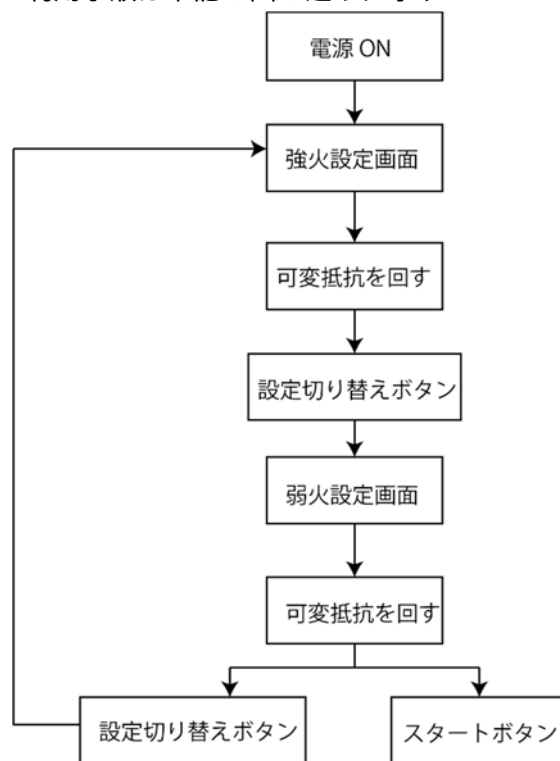 電源 ON
強火設定画面
可変抵抗を回す
設定切り替えボタン
弱火設定画面
可変抵抗を回す
設定切り替えボタン
スタートボタン